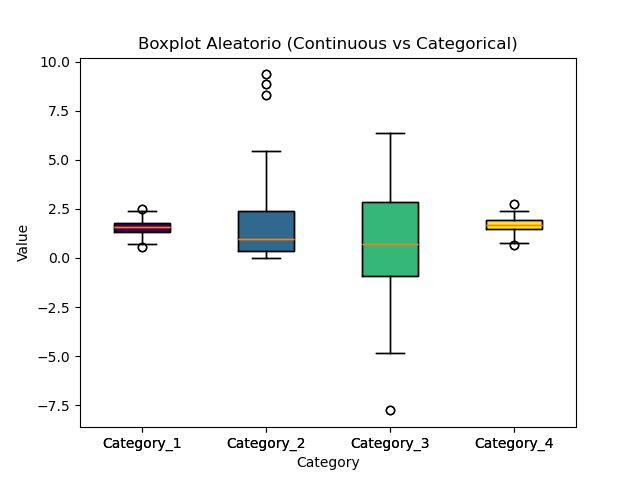 Boxplot Aleatorio (Continuous vs Categorical)
10.0
7.5
5.0
2.5
0.0
−2.5
−5.0
−7.5
Value
Category_1 Category_2 Category_3 Category_4
Category